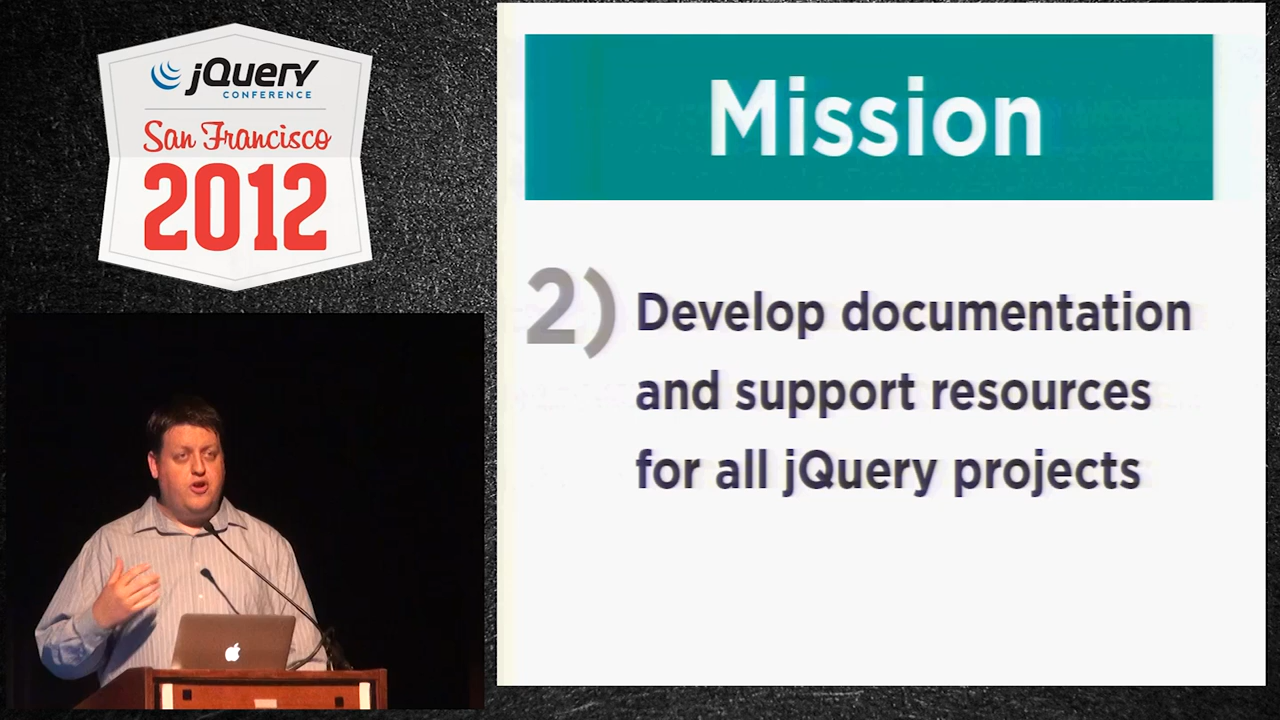 jQuery
CONFERENCE
San Francisco
2012
Mission
2) Develop documentation
and support resources
for all jQuery projects